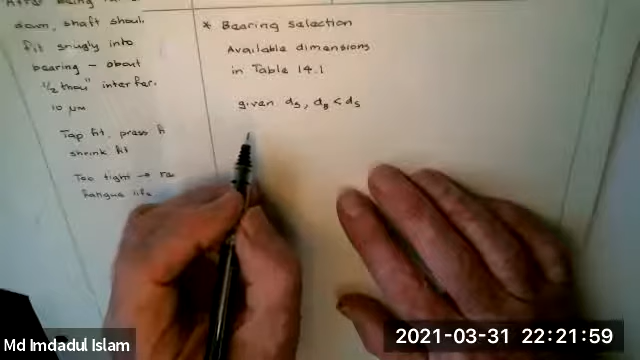 down, shaft shoul
fit snugly into
bearing – about
"½ thou" interfer.
10 µm
Tap fit, press f
shrink fit
Too tight → re
fatigue life
* Bearing selection
Available dimensions
in Table 14.1
given ds, dB < ds
Md Imdadul Islam
2021-03-31 22:21:59